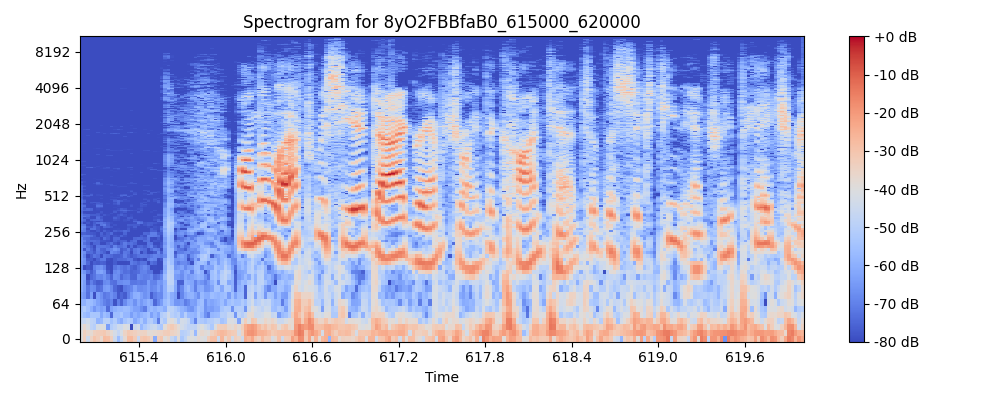 Spectrogram for 8yO2FBBfaB0_615000_620000
8192
4096
2048
1024
512
256
128
64
0
Hz
615.4
616.0
616.6
617.2
617.8
618.4
619.0
619.6
Time
+0 dB
-10 dB
-20 dB
-30 dB
-40 dB
-50 dB
-60 dB
-70 dB
-80 dB